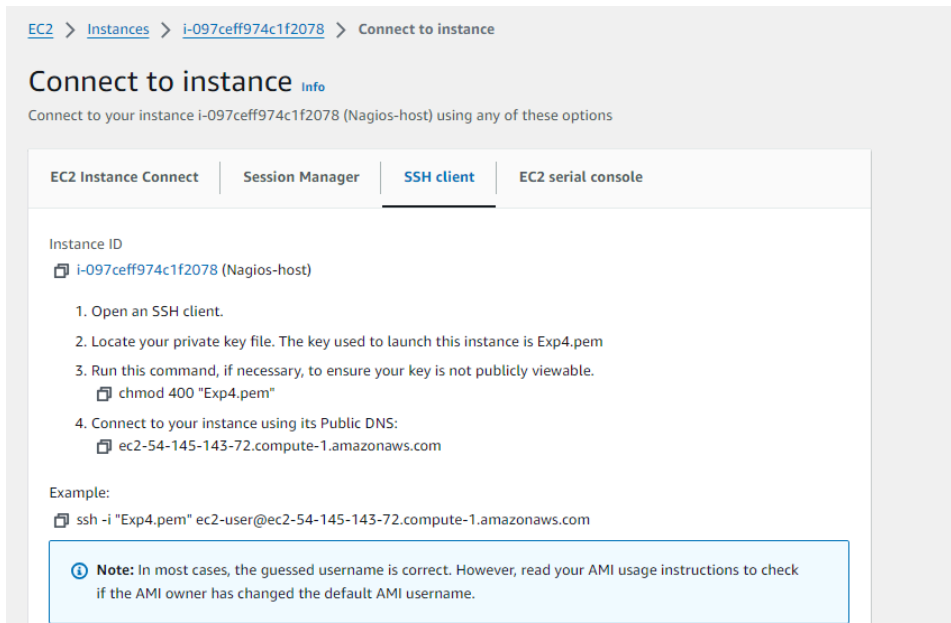 EC2 > Instances > i-097ceff974c1f2078 > Connect to instance
Connect to instance Info
Connect to your instance i-097ceff974c1f2078 (Nagios-host) using any of these options
EC2 Instance Connect Session Manager SSH client EC2 serial console
Instance ID
i-097ceff974c1f2078 (Nagios-host)
1. Open an SSH client.
2. Locate your private key file. The key used to launch this instance is Exp4.pem
3. Run this command, if necessary, to ensure your key is not publicly viewable.
chmod 400 "Exp4.pem"
4. Connect to your instance using its Public DNS:
ec2-54-145-143-72.compute-1.amazonaws.com
Example:
ssh -i "Exp4.pem" ec2-user@ec2-54-145-143-72.compute-1.amazonaws.com
Note: In most cases, the guessed username is correct. However, read your AMI usage instructions to check
if the AMI owner has changed the default AMI username.